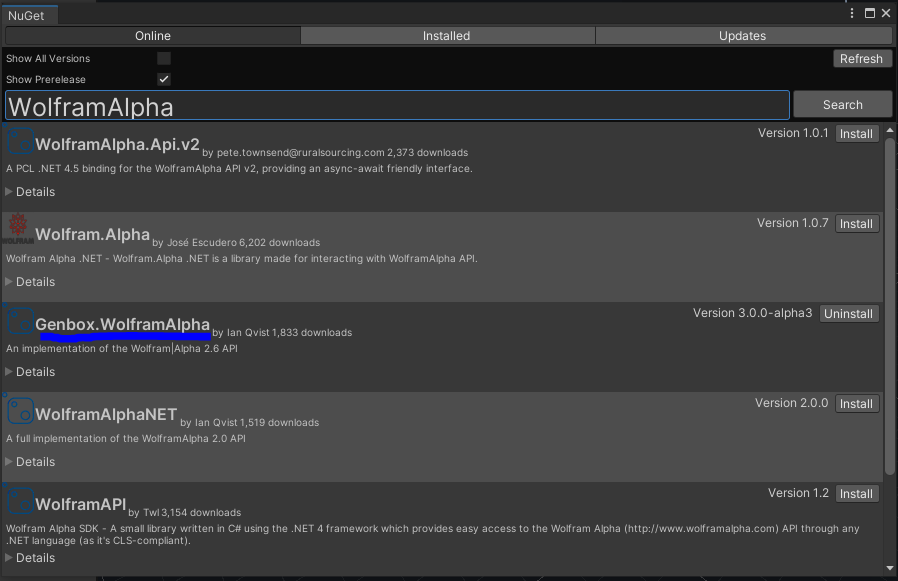 NuGet
Online Installed Updates
Show All Versions
Refresh
Show Prerelease
WolframAlpha Search
WolframAlpha.Api.v2 by pete.townsend@ruralsourcing.com 2,373 downloads Version 1.0.1 Install
A PCL .NET 4.5 binding for the WolframAlpha API v2, providing an async-await friendly interface.
Details
WOLFRAM Wolfram.Alpha by José Escudero 6,202 downloads Version 1.0.7 Install
Wolfram Alpha .NET - Wolfram.Alpha .NET is a library made for interacting with WolframAlpha API.
Details
Genbox.WolframAlpha by Ian Qvist 1,833 downloads Version 3.0.0-alpha3 Uninstall
An implementation of the Wolfram|Alpha 2.6 API
Details
WolframAlphaNET by Ian Qvist 1,519 downloads Version 2.0.0 Install
A full implementation of the WolframAlpha 2.0 API
Details
WolframAPI by Twl 3,154 downloads Version 1.2 Install
Wolfram Alpha SDK - A small library written in C# using the .NET 4 framework which provides easy access to the Wolfram Alpha (http://www.wolframalpha.com) API through any
.NET language (as it's CLS-compliant).
Details